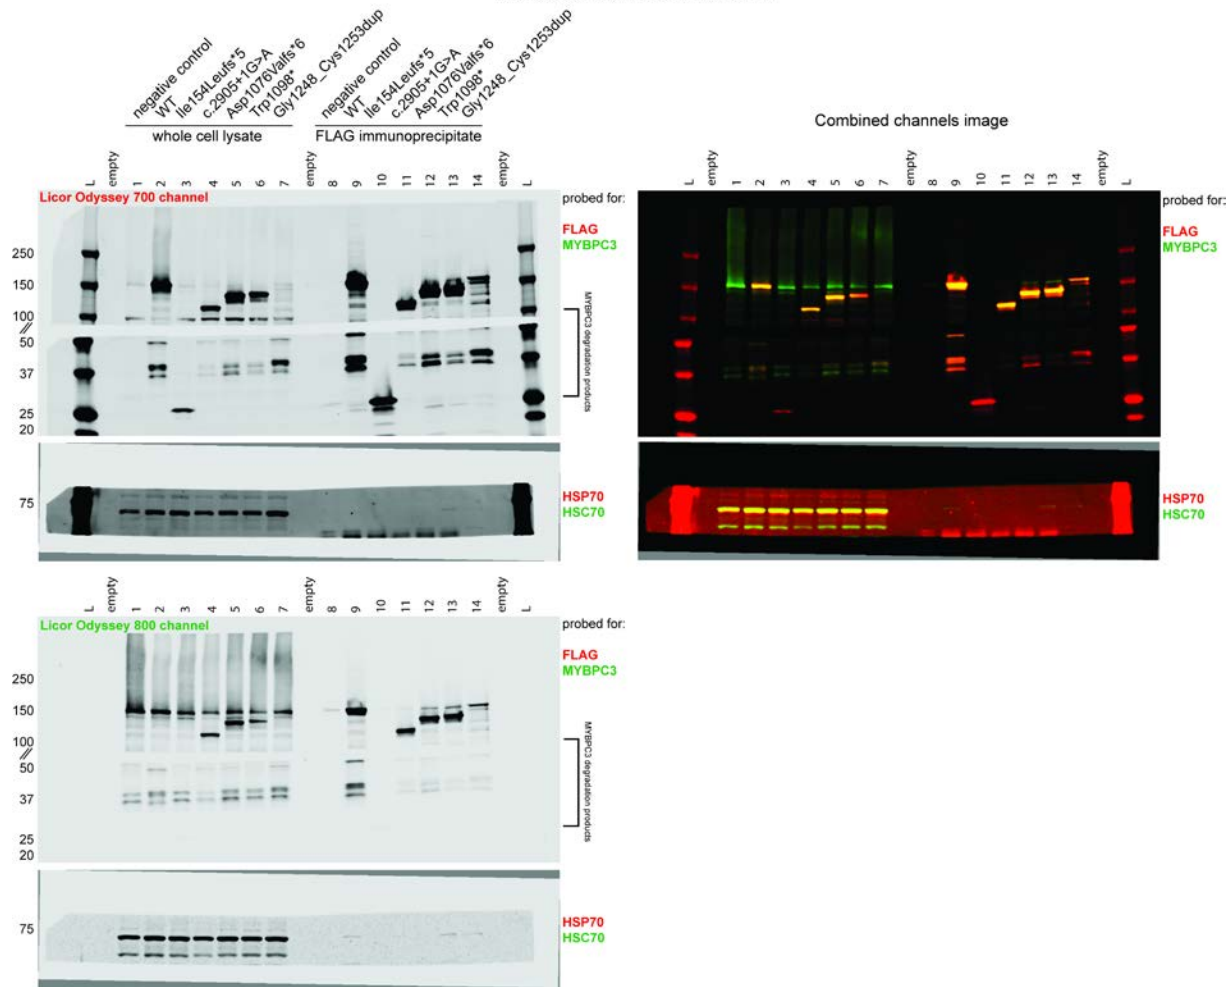 negative control
WT
Ile154Leufs*5
c.2905+1G>A
Asp1076Valfs*6
Trp1098*
Gly1248_Cys1253dup
negative control
WT
Ile154Leufs*5
c.2905+1G>A
Asp1076Valfs*6
Trp1098*
Gly1248_Cys1253dup
whole cell lysate FLAG immunoprecipitate
L empty 1 2 3 4 5 6 7 empty 8 9 10 11 12 13 14 empty L
Licor Odyssey 700 channel
probed for:
FLAG
MYBPC3
250
150
100
//
50
37
25
20
MYBPC3 degradation products
75
HSP70
HSC70
Combined channels image
L empty 1 2 3 4 5 6 7 empty 8 9 10 11 12 13 14 empty L
probed for:
FLAG
MYBPC3
HSP70
HSC70
L empty 1 2 3 4 5 6 7 empty 8 9 10 11 12 13 14 empty L
Licor Odyssey 800 channel
probed for:
FLAG
MYBPC3
250
150
100
//
50
37
25
20
MYBPC3 degradation products
75
HSP70
HSC70